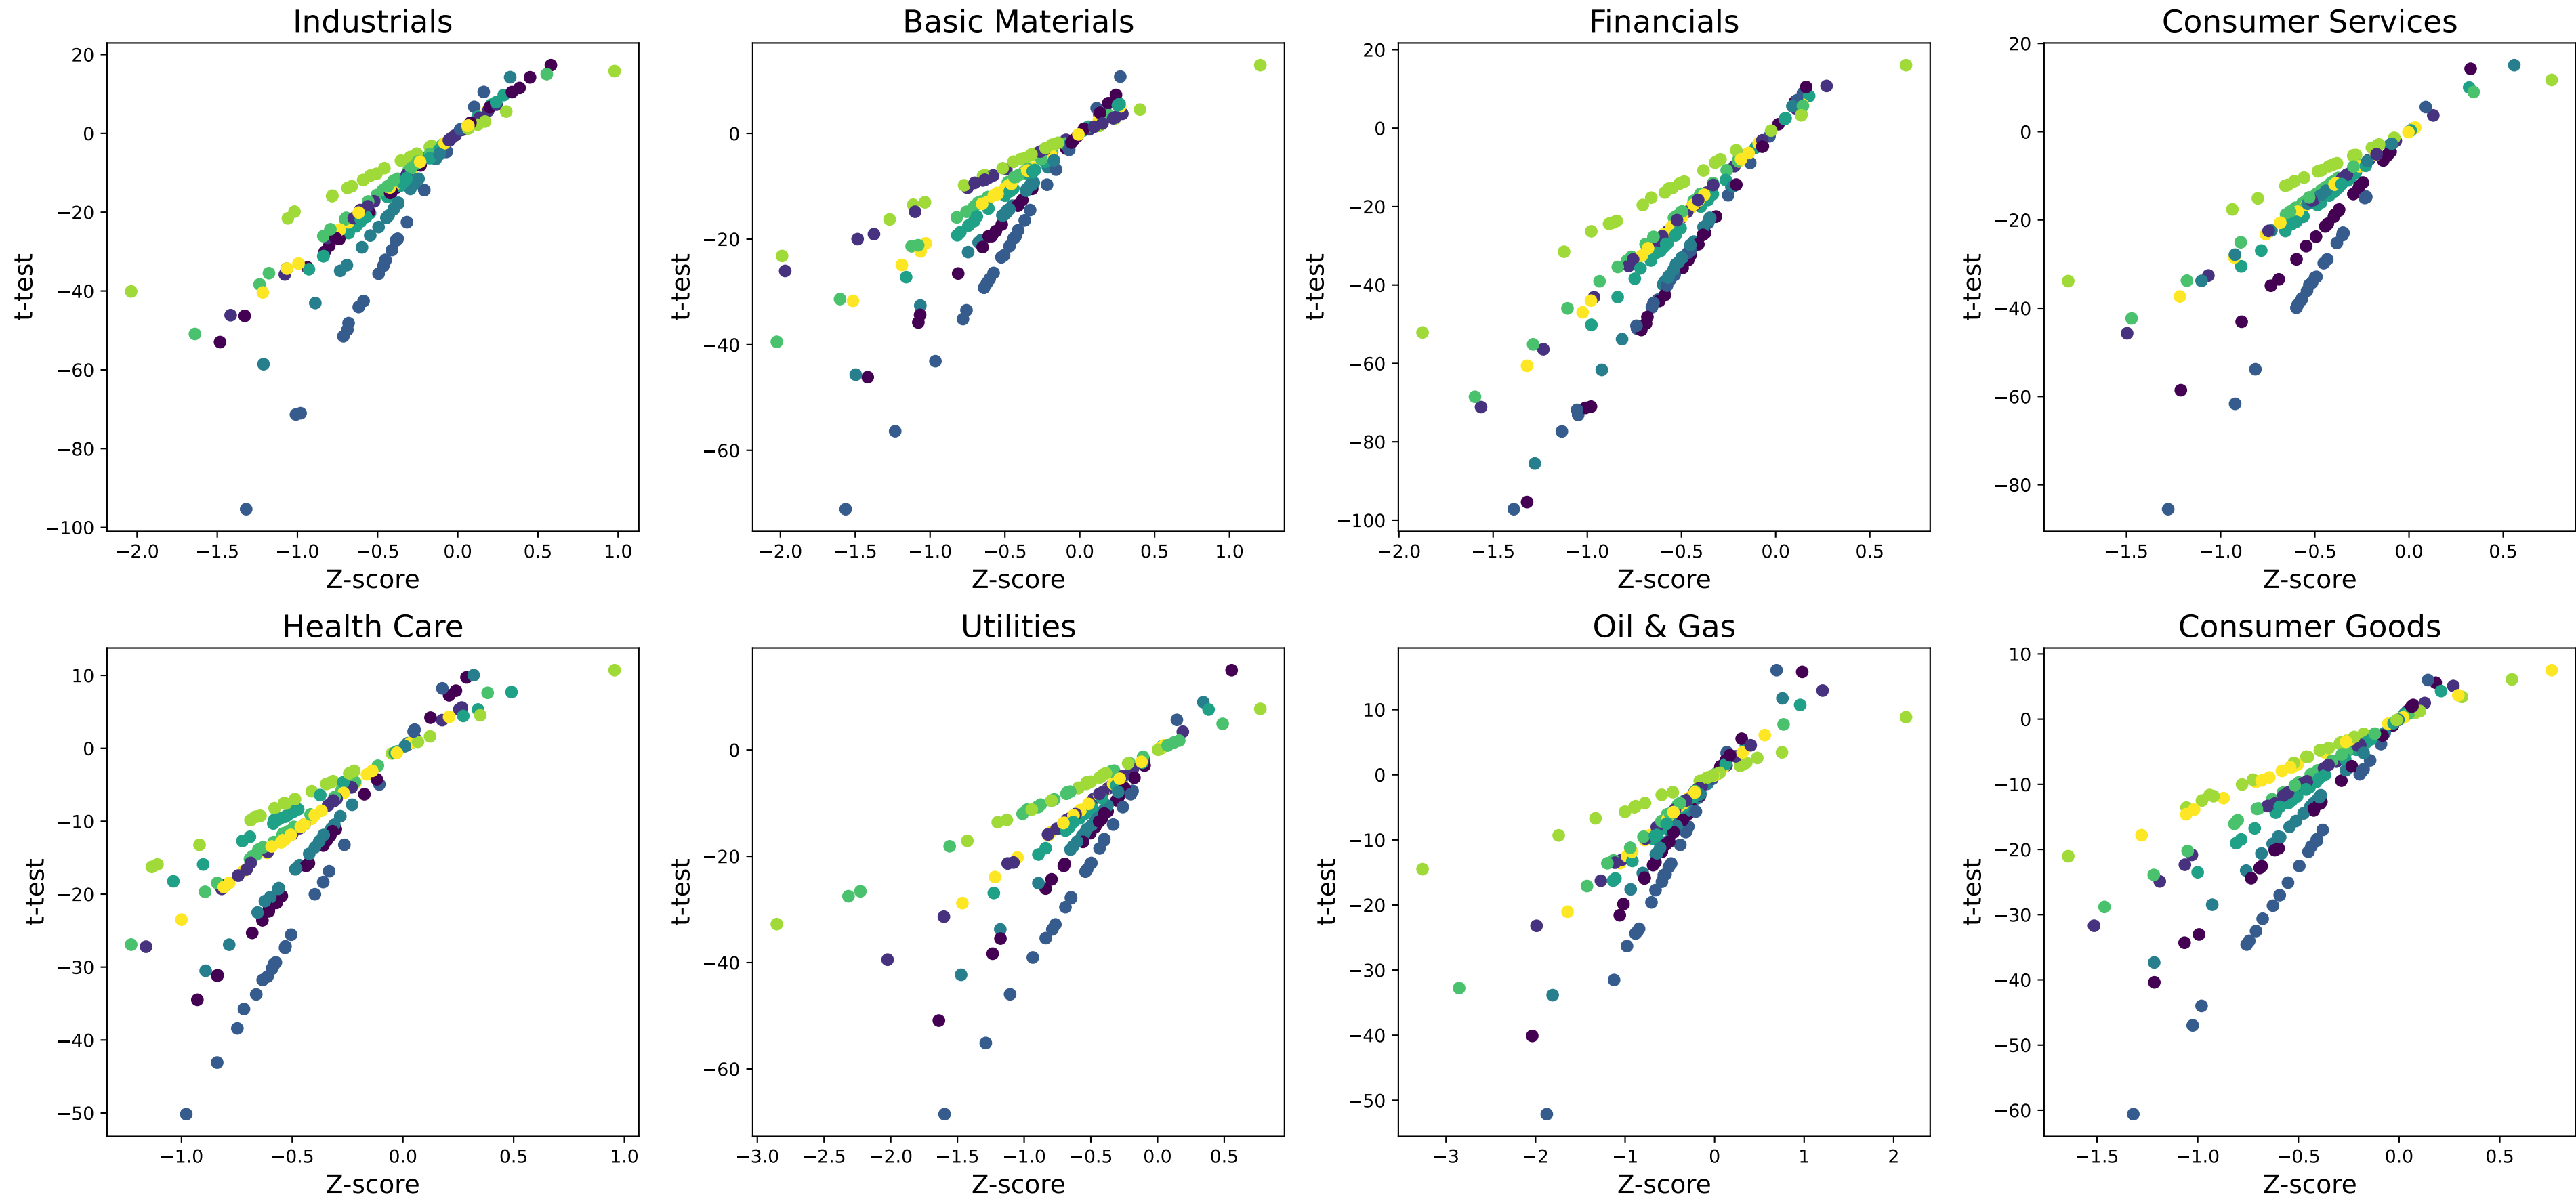 Industrials
20
0
−20
−40
−60
−80
−100
t-test
−2.0 −1.5 −1.0 −0.5 0.0 0.5 1.0
Z-score
Basic Materials
0
−20
−40
−60
t-test
−2.0 −1.5 −1.0 −0.5 0.0 0.5 1.0
Z-score
Financials
20
0
−20
−40
−60
−80
−100
t-test
−2.0 −1.5 −1.0 −0.5 0.0 0.5
Z-score
Consumer Services
20
0
−20
−40
−60
−80
t-test
−1.5 −1.0 −0.5 0.0 0.5
Z-score
Health Care
10
0
−10
−20
−30
−40
−50
t-test
−1.0 −0.5 0.0 0.5 1.0
Z-score
Utilities
0
−20
−40
−60
t-test
−3.0 −2.5 −2.0 −1.5 −1.0 −0.5 0.0 0.5
Z-score
Oil & Gas
10
0
−10
−20
−30
−40
−50
t-test
−3 −2 −1 0 1 2
Z-score
Consumer Goods
10
0
−10
−20
−30
−40
−50
−60
t-test
−1.5 −1.0 −0.5 0.0 0.5
Z-score